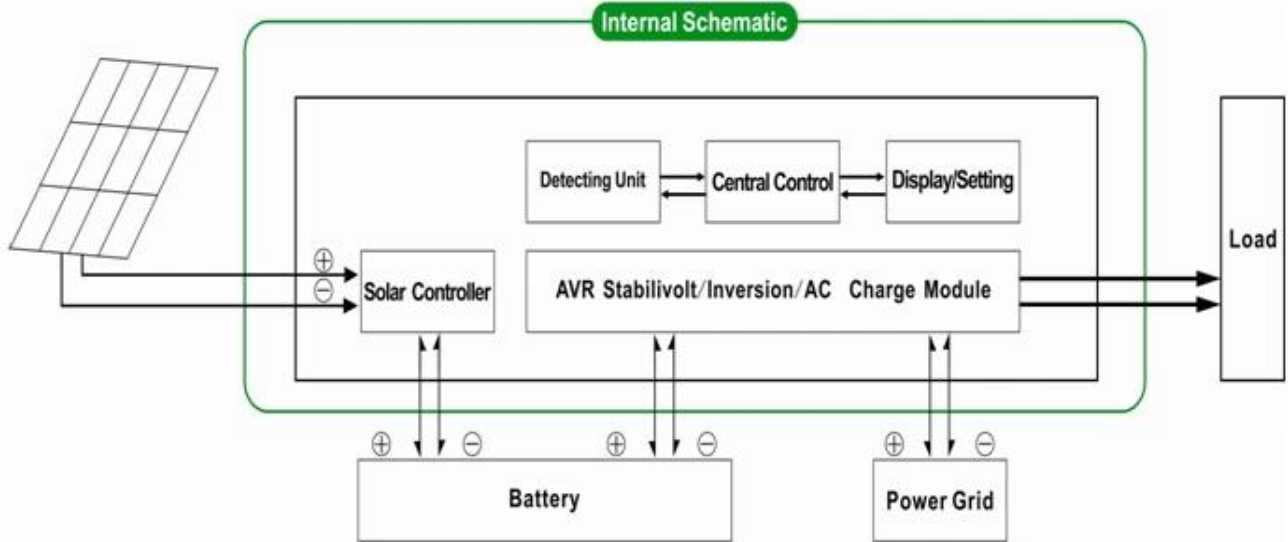 Internal Schematic
Detecting Unit
Central Control
Display/Setting
Load
⊕
⊖
Solar Controller
AVR Stabilivolt/Inversion/AC Charge Module
⊕ ⊖ ⊕ ⊖ ⊕ ⊖
Battery
Power Grid